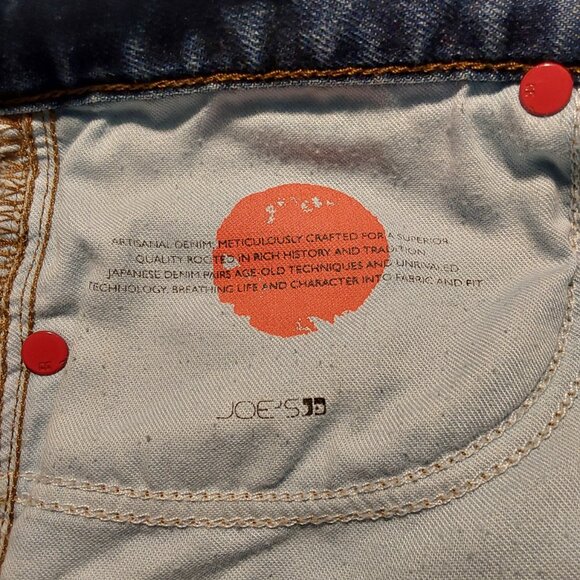 ARTISANAL DENIM, METICULOUSLY CRAFTED FOR A SUPERIOR
QUALITY ROOTED IN RICH HISTORY AND TRADITION.
JAPANESE DENIM PAIRS AGE-OLD TECHNIQUES AND UNRIVALED
TECHNOLOGY, BREATHING LIFE AND CHARACTER INTO FABRIC AND FIT
JOE'S